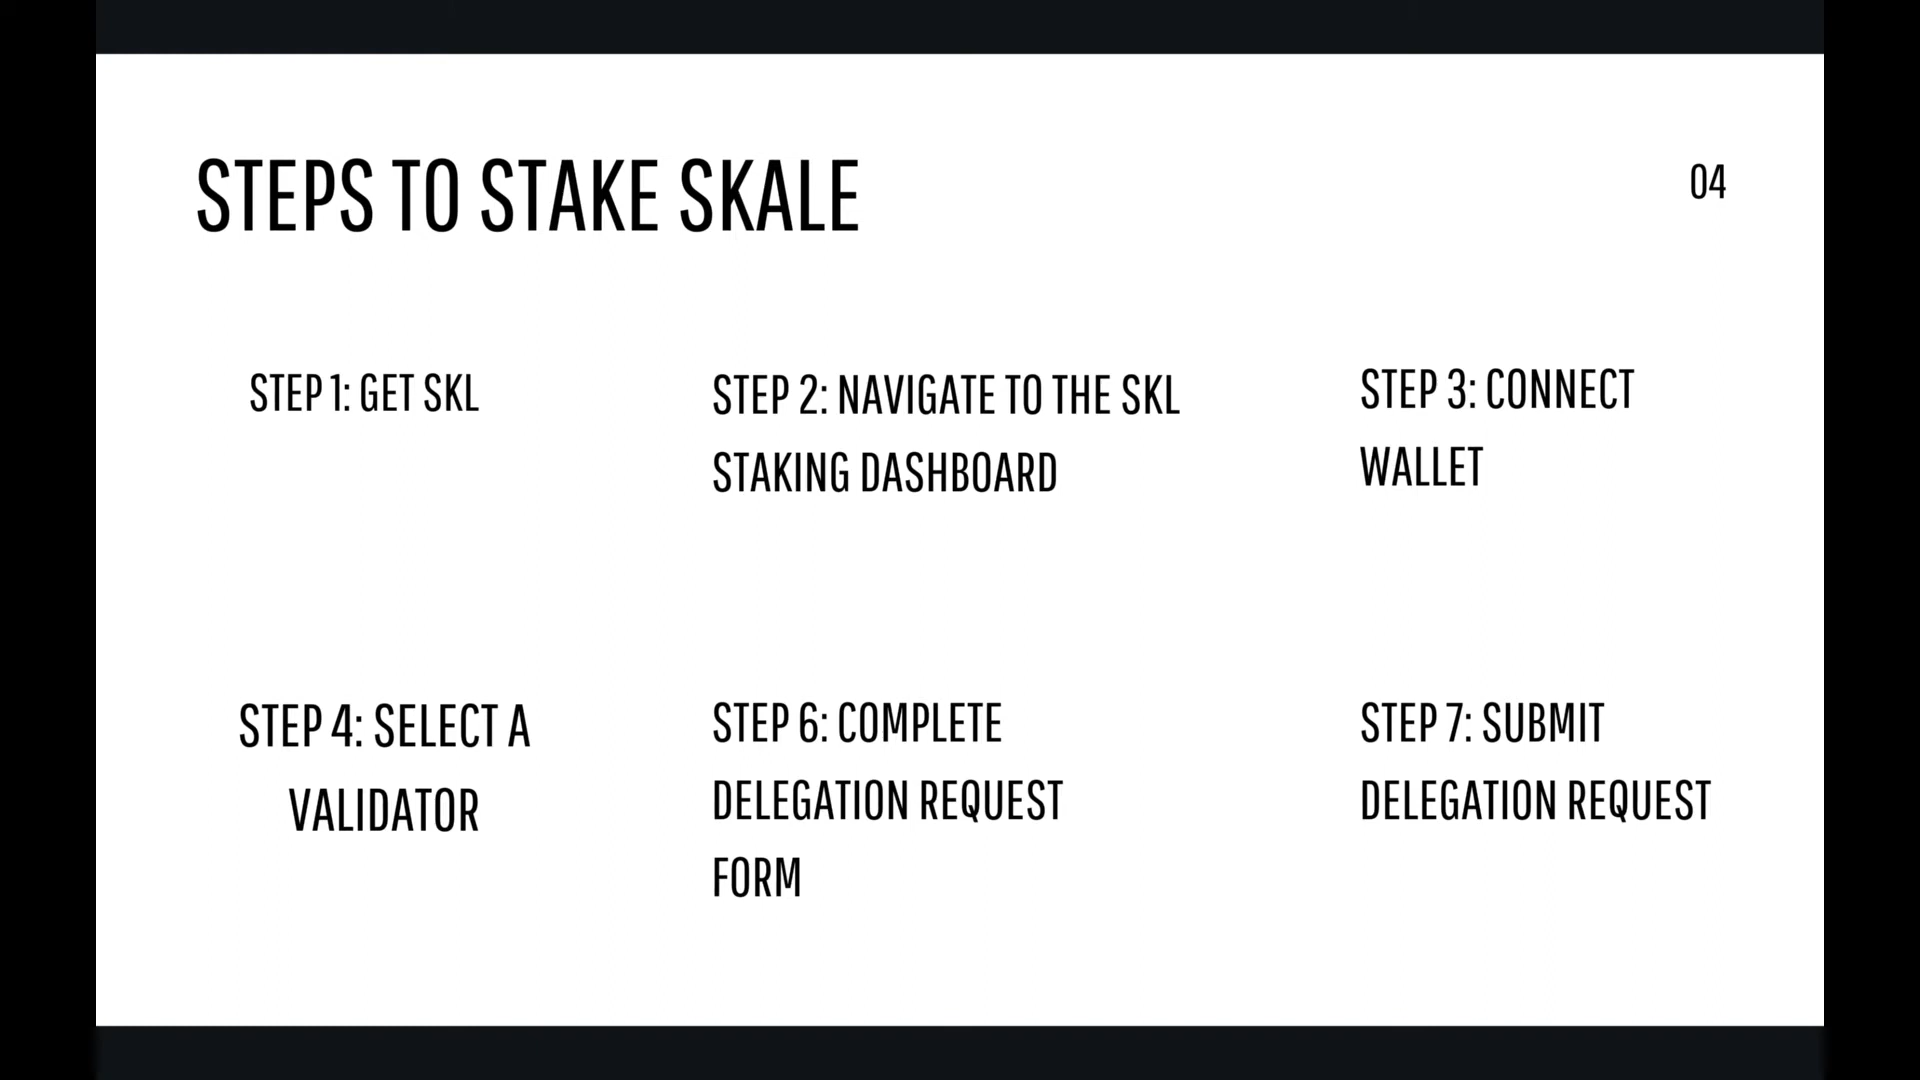 STEPS TO STAKE SKALE
04
STEP 1: GET SKL
STEP 2: NAVIGATE TO THE SKL
STAKING DASHBOARD
STEP 3: CONNECT
WALLET
STEP 4: SELECT A
VALIDATOR
STEP 6: COMPLETE
DELEGATION REQUEST
FORM
STEP 7: SUBMIT
DELEGATION REQUEST